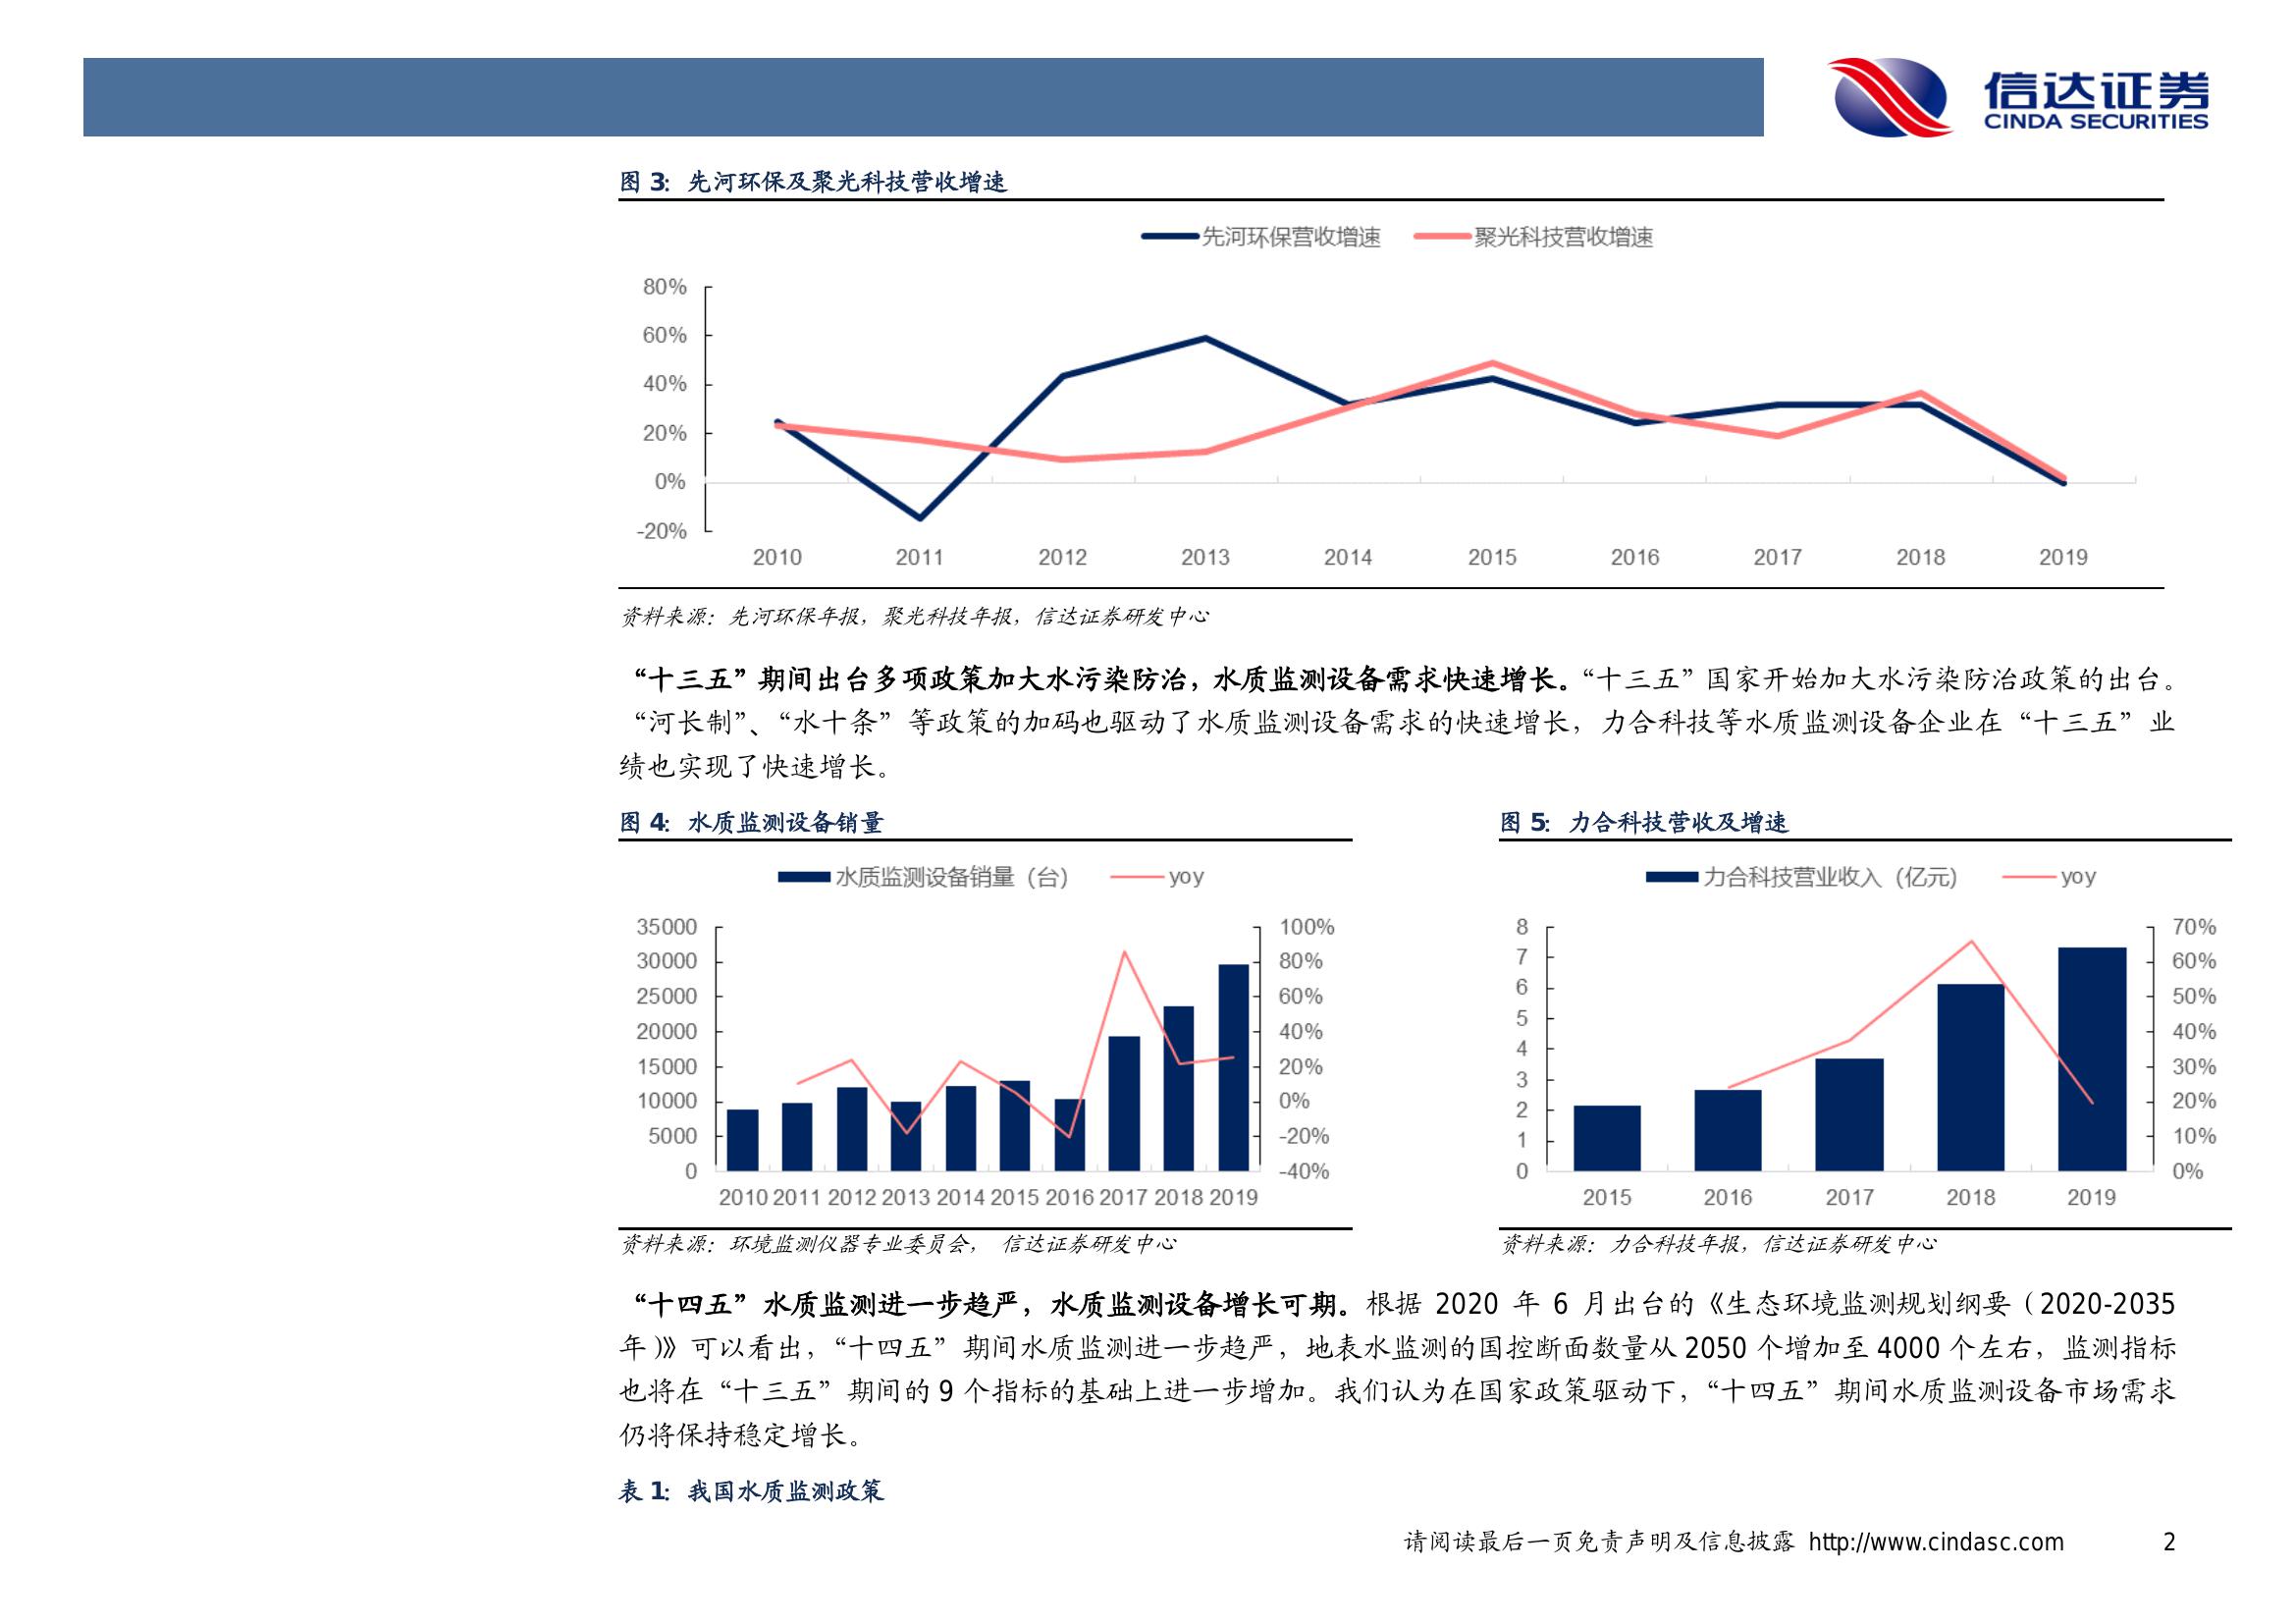 信达证券
CINDA SECURITIES
图 3：先河环保及聚光科技营收增速
先河环保营收增速 聚光科技营收增速
80%
60%
40%
20%
0%
-20%
2010 2011 2012 2013 2014 2015 2016 2017 2018 2019
资料来源：先河环保年报，聚光科技年报，信达证券研发中心
“十三五”期间出台多项政策加大水污染防治，水质监测设备需求快速增长。“十三五”国家开始加大水污染防治政策的出台。
“河长制”、“水十条”等政策的加码也驱动了水质监测设备需求的快速增长，力合科技等水质监测设备企业在“十三五”业
绩也实现了快速增长。
图 4：水质监测设备销量
水质监测设备销量（台） yoy
35000
30000
25000
20000
15000
10000
5000
0
100%
80%
60%
40%
20%
0%
-20%
-40%
2010 2011 2012 2013 2014 2015 2016 2017 2018 2019
资料来源：环境监测仪器专业委员会， 信达证券研发中心
图 5：力合科技营收及增速
力合科技营业收入（亿元） yoy
8
7
6
5
4
3
2
1
0
70%
60%
50%
40%
30%
20%
10%
0%
2015 2016 2017 2018 2019
资料来源：力合科技年报，信达证券研发中心
“十四五”水质监测进一步趋严，水质监测设备增长可期。根据 2020 年 6 月出台的《生态环境监测规划纲要（2020-2035
年）》可以看出，“十四五”期间水质监测进一步趋严，地表水监测的国控断面数量从 2050 个增加至 4000 个左右，监测指标
也将在“十三五”期间的 9 个指标的基础上进一步增加。我们认为在国家政策驱动下，“十四五”期间水质监测设备市场需求
仍将保持稳定增长。
表 1：我国水质监测政策
请阅读最后一页免责声明及信息披露 http://www.cindasc.com 2